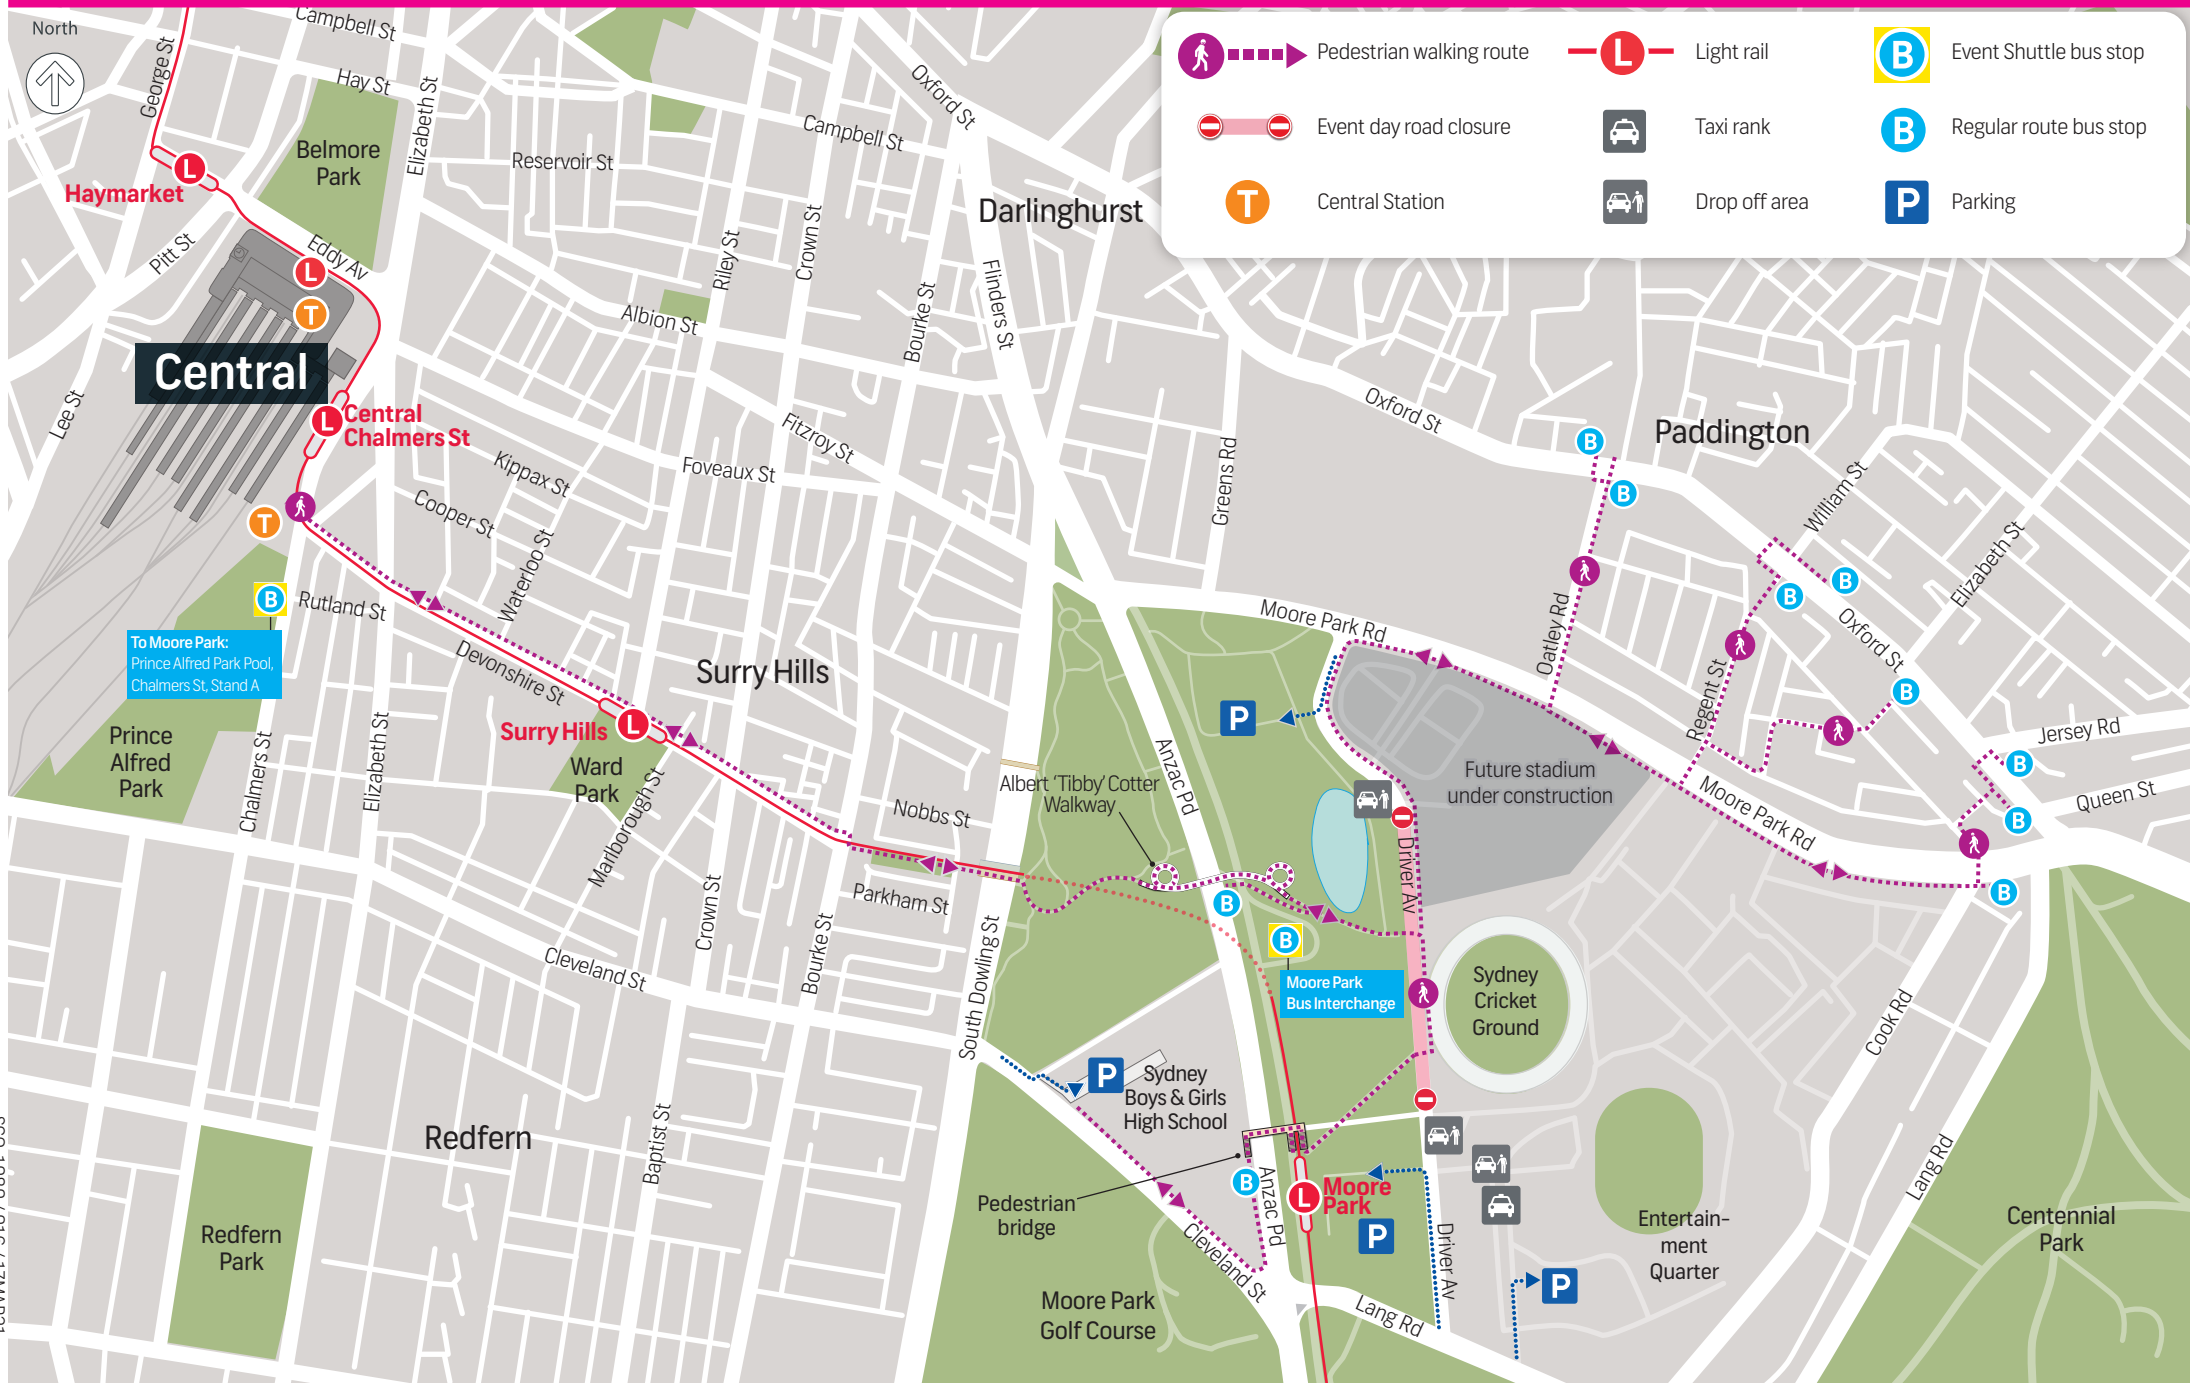 North
L
Pedestrian walking route
Light rail
Event Shuttle bus stop
B
Event day road closure
Taxi rank
Regular route bus stop
B
T
Central Station
Drop off area
P
Parking
Campbell St
George St
Hay St
Elizabeth St
Oxford St
Campbell St
Belmore
Park
Reservoir St
L
Haymarket
Darlinghurst
Pitt St
Eddy Av
L
T
Riley St
Crown St
Bourke St
Flinders St
Albion St
Central
Lee St
L
Central
Chalmers St
Kippax St
Cooper St
Foveaux St
Fitzroy St
Greens Rd
Oxford St
Paddington
B
B
William St
Elizabeth St
T
Waterloo St
B
Rutland St
To Moore Park:
Prince Alfred Park Pool,
Chalmers St, Stand A
Devonshire St
Surry Hills
Moore Park Rd
Oatley Rd
B
B
Oxford St
Regent St
B
Jersey Rd
B
Queen St
B
B
Prince
Alfred
Park
Chalmers St
Elizabeth St
L
Surry Hills
Ward
Park
Marlborough St
Nobbs St
Albert 'Tibby' Cotter
Walkway
Anzac Pd
P
Future stadium
under construction
Driver Av
Moore Park Rd
Crown St
Bourke St
Parkham St
South Dowling St
Cleveland St
B
B
Moore Park
Bus Interchange
Sydney
Cricket
Ground
Cook Rd
Lang Rd
P
Sydney
Boys & Girls
High School
Redfern
Baptist St
Pedestrian
bridge
B
Anzac Pd
L
Moore
Park
P
Driver Av
Cleveland St
Redfern
Park
Moore Park
Golf Course
Lang Rd
P
Entertain-
ment
Quarter
Centennial
Park